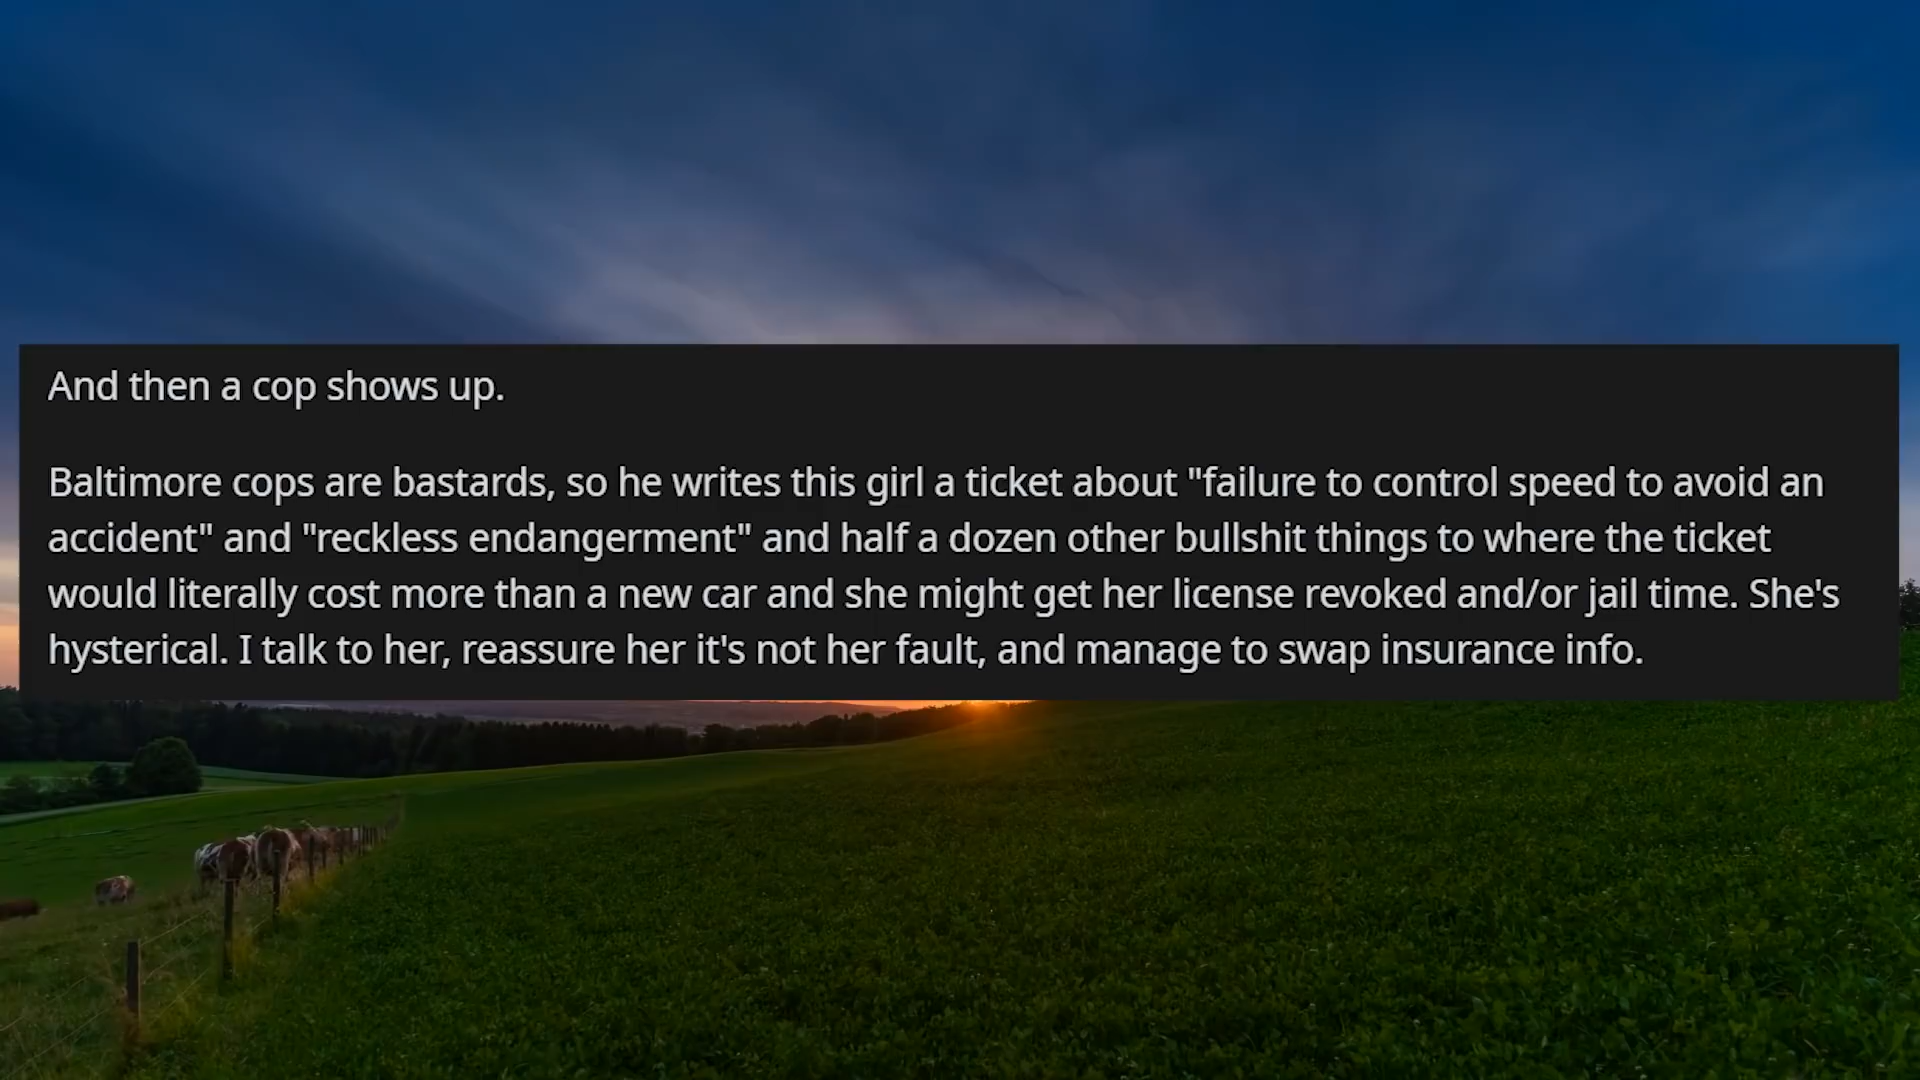 And then a cop shows up.
Baltimore cops are bastards, so he writes this girl a ticket about "failure to control speed to avoid an
accident" and "reckless endangerment" and half a dozen other bullshit things to where the ticket
would literally cost more than a new car and she might get her license revoked and/or jail time. She's
hysterical. I talk to her, reassure her it's not her fault, and manage to swap insurance info.